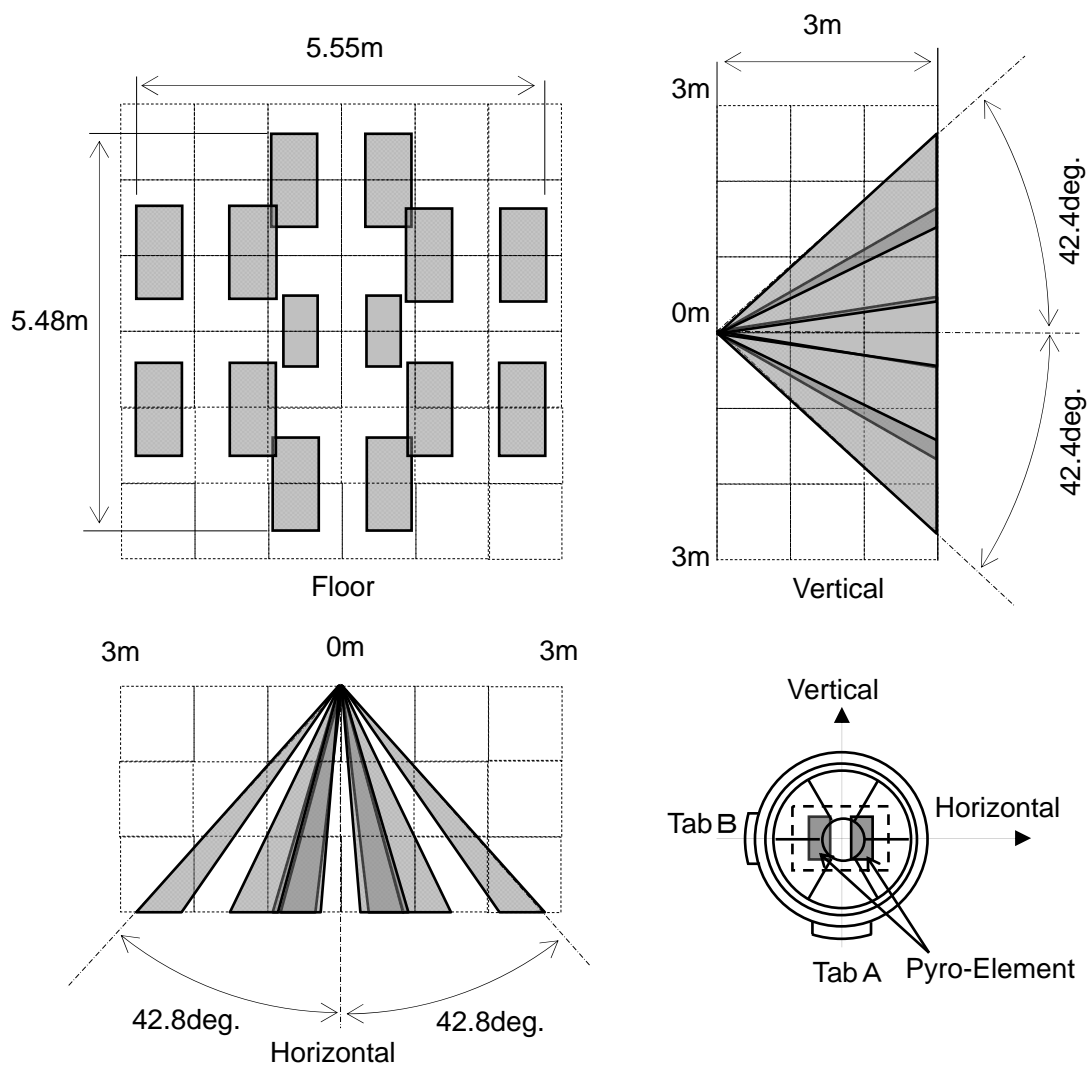 5.55m
5.48m
Floor
3m
3m
0m
3m
42.4deg.
42.4deg.
Vertical
3m
0m
3m
42.8deg.
42.8deg.
Horizontal
Vertical
Horizontal
Tab B
Tab A
Pyro-Element